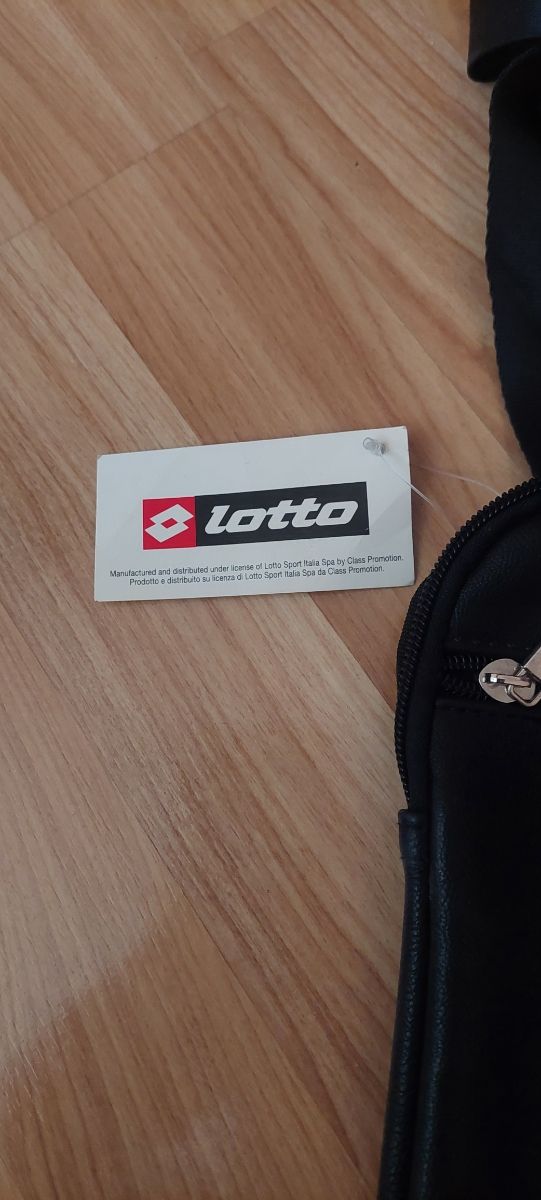 lotto
Manufactured and distributed under license of Lotto Sport Italia Spa by Class Promotion.
Prodotto e distribuito su licenza di Lotto Sport Italia Spa da Class Promotion.